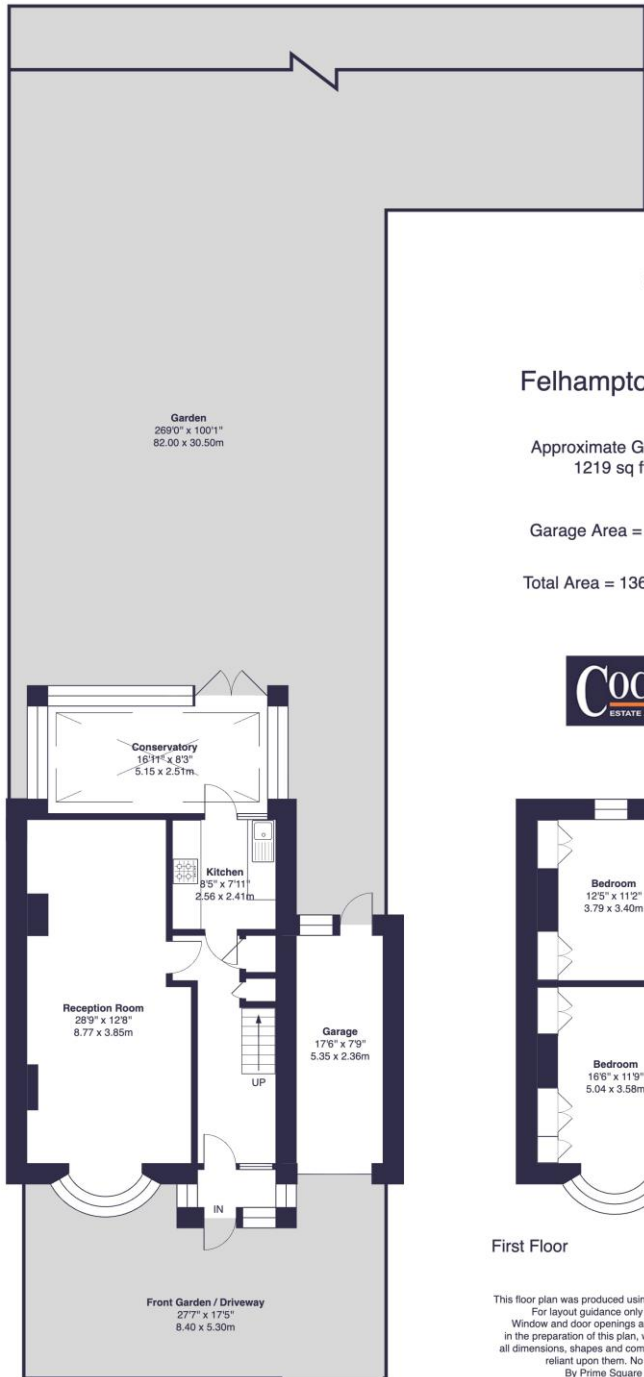 Garden
269'0" x 100'1"
82.00 x 30.50m
Approximate
1219 sq
Garage Area =
Total Area =
ESTATE
Conservatory
16'11" x 8'3"
5.15 x 2.51m
Kitchen
8'5" x 7'11"
2.56 x 2.41m
Reception Room
28'9" x 12'8"
8.77 x 3.85m
Garage
17'6" x 7'9"
5.35 x 2.36m
UP
IN
Front Garden / Driveway
27'7" x 17'5"
8.40 x 5.30m
Bedroom
12'5" x 11'2"
3.79 x 3.40m
Bedroom
16'6" x 11'9"
5.04 x 3.58m
First Floor
This floor plan was produced
For layout guidance only
Window and door openings
in the preparation of this plan,
all dimensions, shapes and
reliant upon them. No
By Prime Square